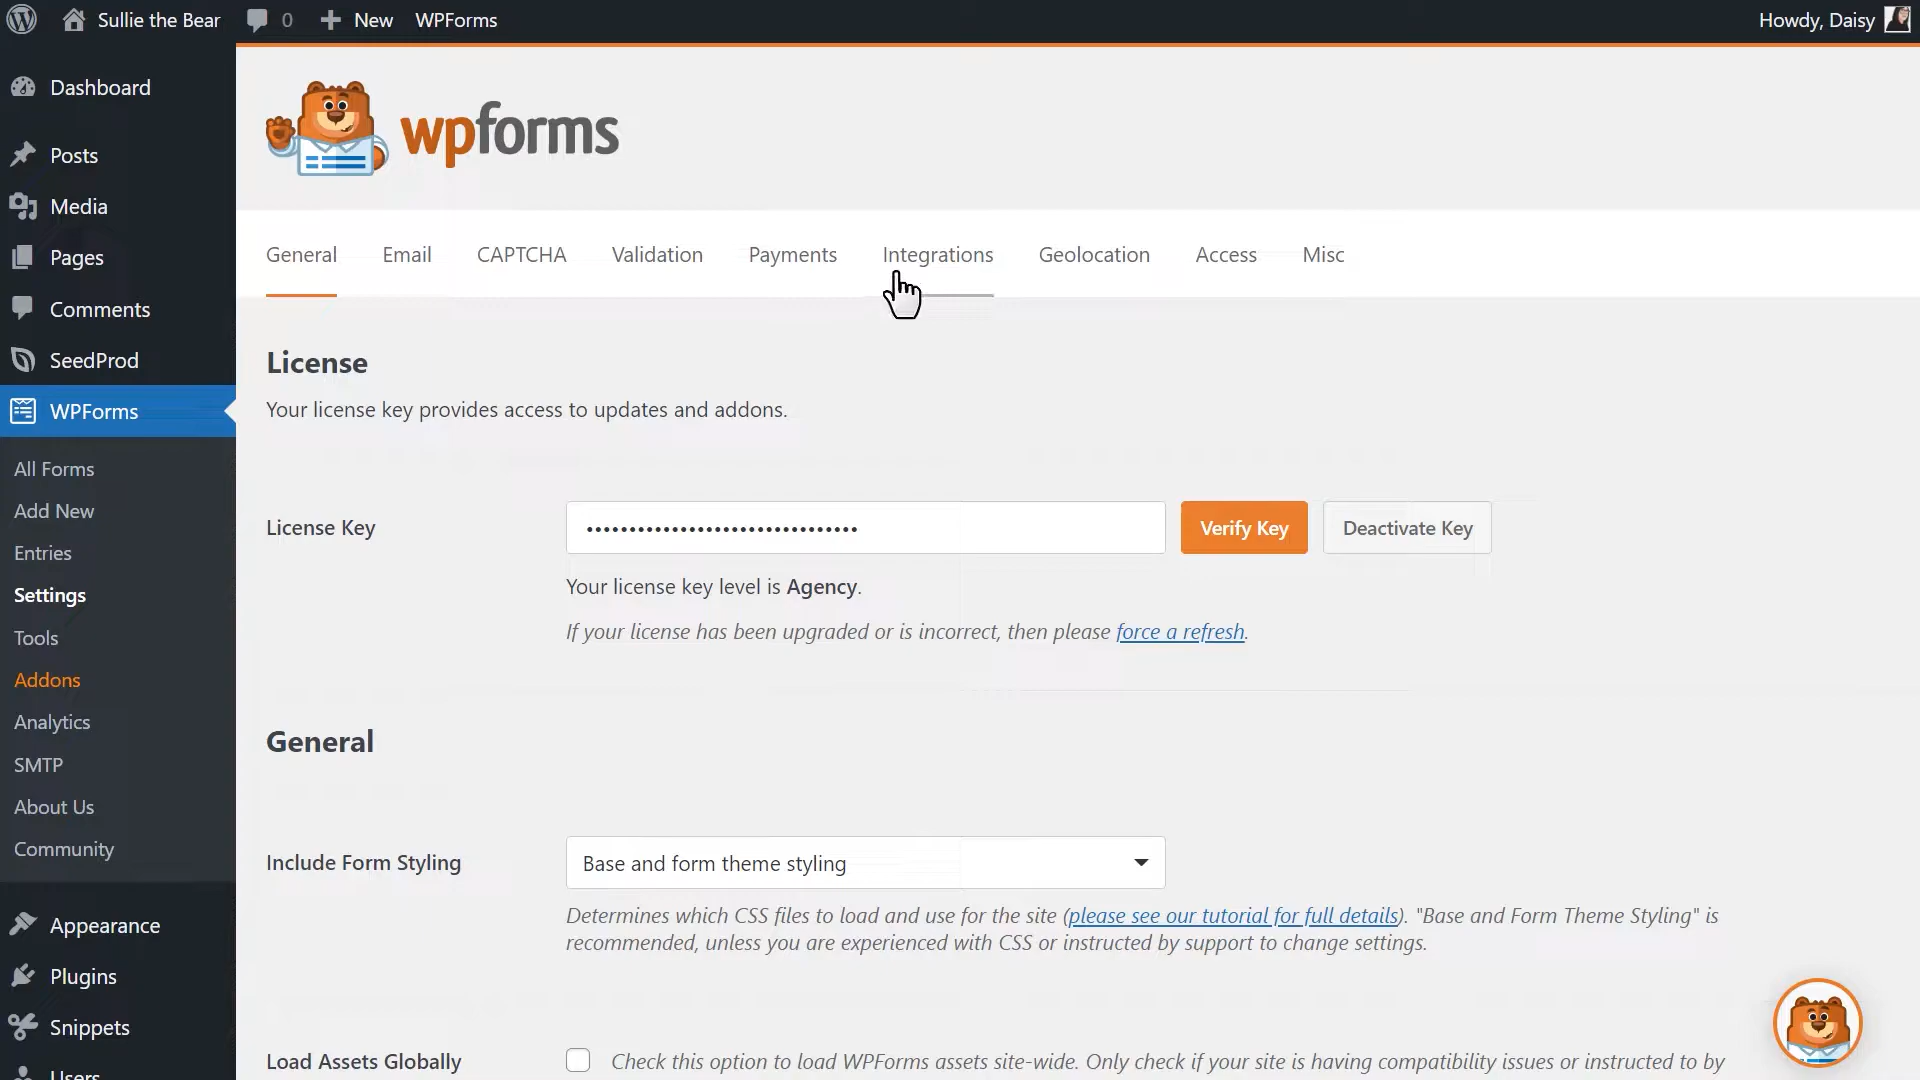 Sullie the Bear
0
New
WPForms
Howdy, Daisy
Dashboard
Posts
Media
Pages
Comments
SeedProd
WPForms
All Forms
Add New
Entries
Settings
Tools
Addons
Analytics
SMTP
About Us
Community
Appearance
Plugins
Snippets
Users
wpforms
General
Email
CAPTCHA
Validation
Payments
Integrations
Geolocation
Access
Misc
License
Your license key provides access to updates and addons.
License Key
•••••••••••••••••••••••••••••••• 
Verify Key
Deactivate Key
Your license key level is Agency.
If your license has been upgraded or is incorrect, then please force a refresh.
General
Include Form Styling
Base and form theme styling
Determines which CSS files to load and use for the site (please see our tutorial for full details). "Base and Form Theme Styling" is
recommended, unless you are experienced with CSS or instructed by support to change settings.
Load Assets Globally
Check this option to load WPForms assets site-wide. Only check if your site is having compatibility issues or instructed to by